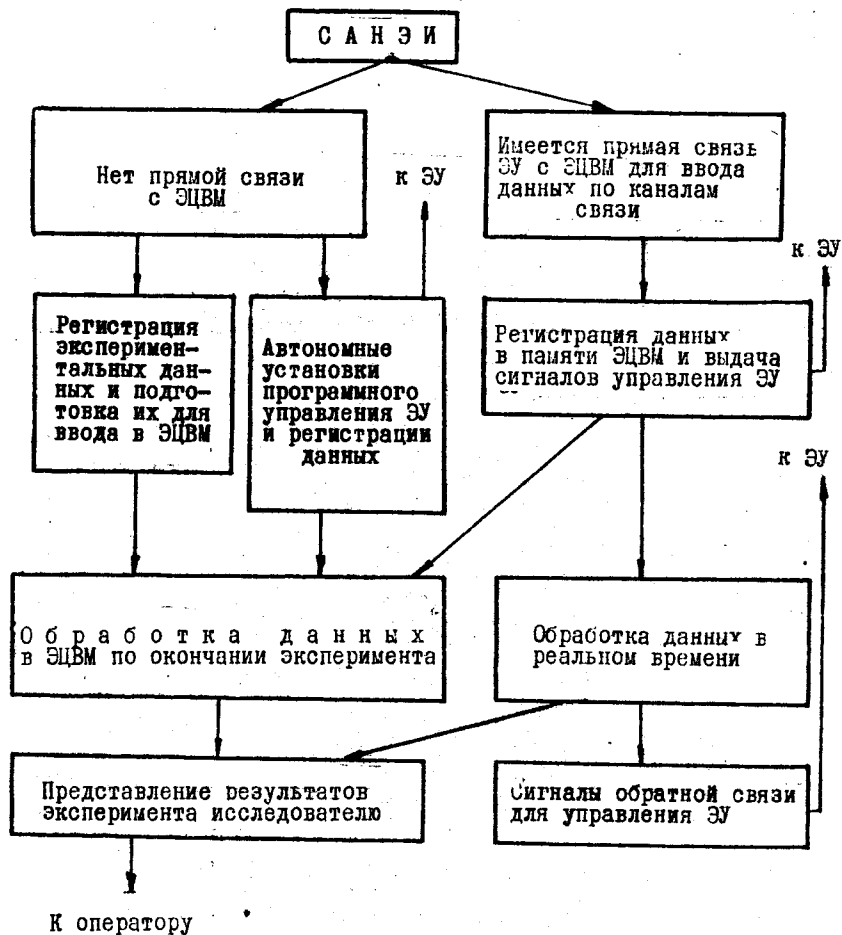 С А Н Э И
Нет прямой связи
с ЭЦВМ
к ЭУ
Имеется прямая связь
ЭУ с ЭЦВМ для ввода
данных по каналам
связи
к ЭУ
Регистрация
эксперимен-
тальных дан-
ных и подго-
товка их для
ввода в ЭЦВМ
Автономные
установки
программного
управления ЭУ
и регистрации
данных
Регистрация данных
в памяти ЭЦВМ и выдача
сигналов управления ЭУ
к ЭУ
О б р а б о т к а д а н н ы х
в ЭЦВМ по окончании эксперимента
Обработка данных в
реальном времени
Представление результатов
эксперимента исследователю
Сигналы обратной связи
для управления ЭУ
К оператору